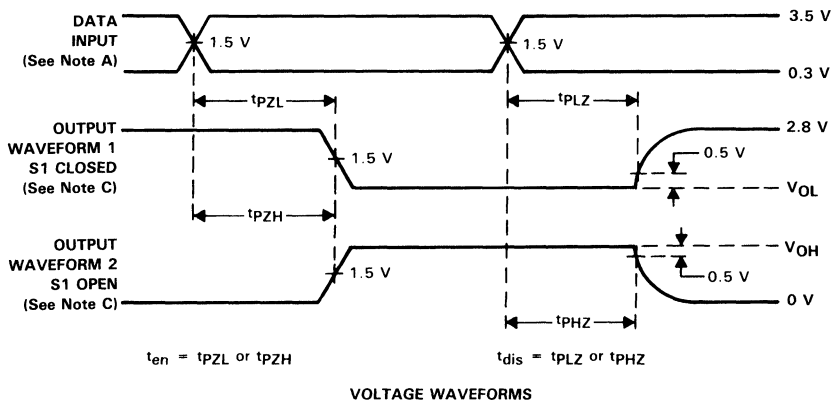 DATA
INPUT
(See Note A)
1.5 V
1.5 V
3.5 V
0.3 V
tPZL
tPLZ
OUTPUT
WAVEFORM 1
S1 CLOSED
(See Note C)
1.5 V
2.8 V
0.5 V
VOL
tPZH
OUTPUT
WAVEFORM 2
S1 OPEN
(See Note C)
1.5 V
VOH
0.5 V
0 V
tPHZ
ten = tPZL or tPZH
tdis = tPLZ or tPHZ
VOLTAGE WAVEFORMS